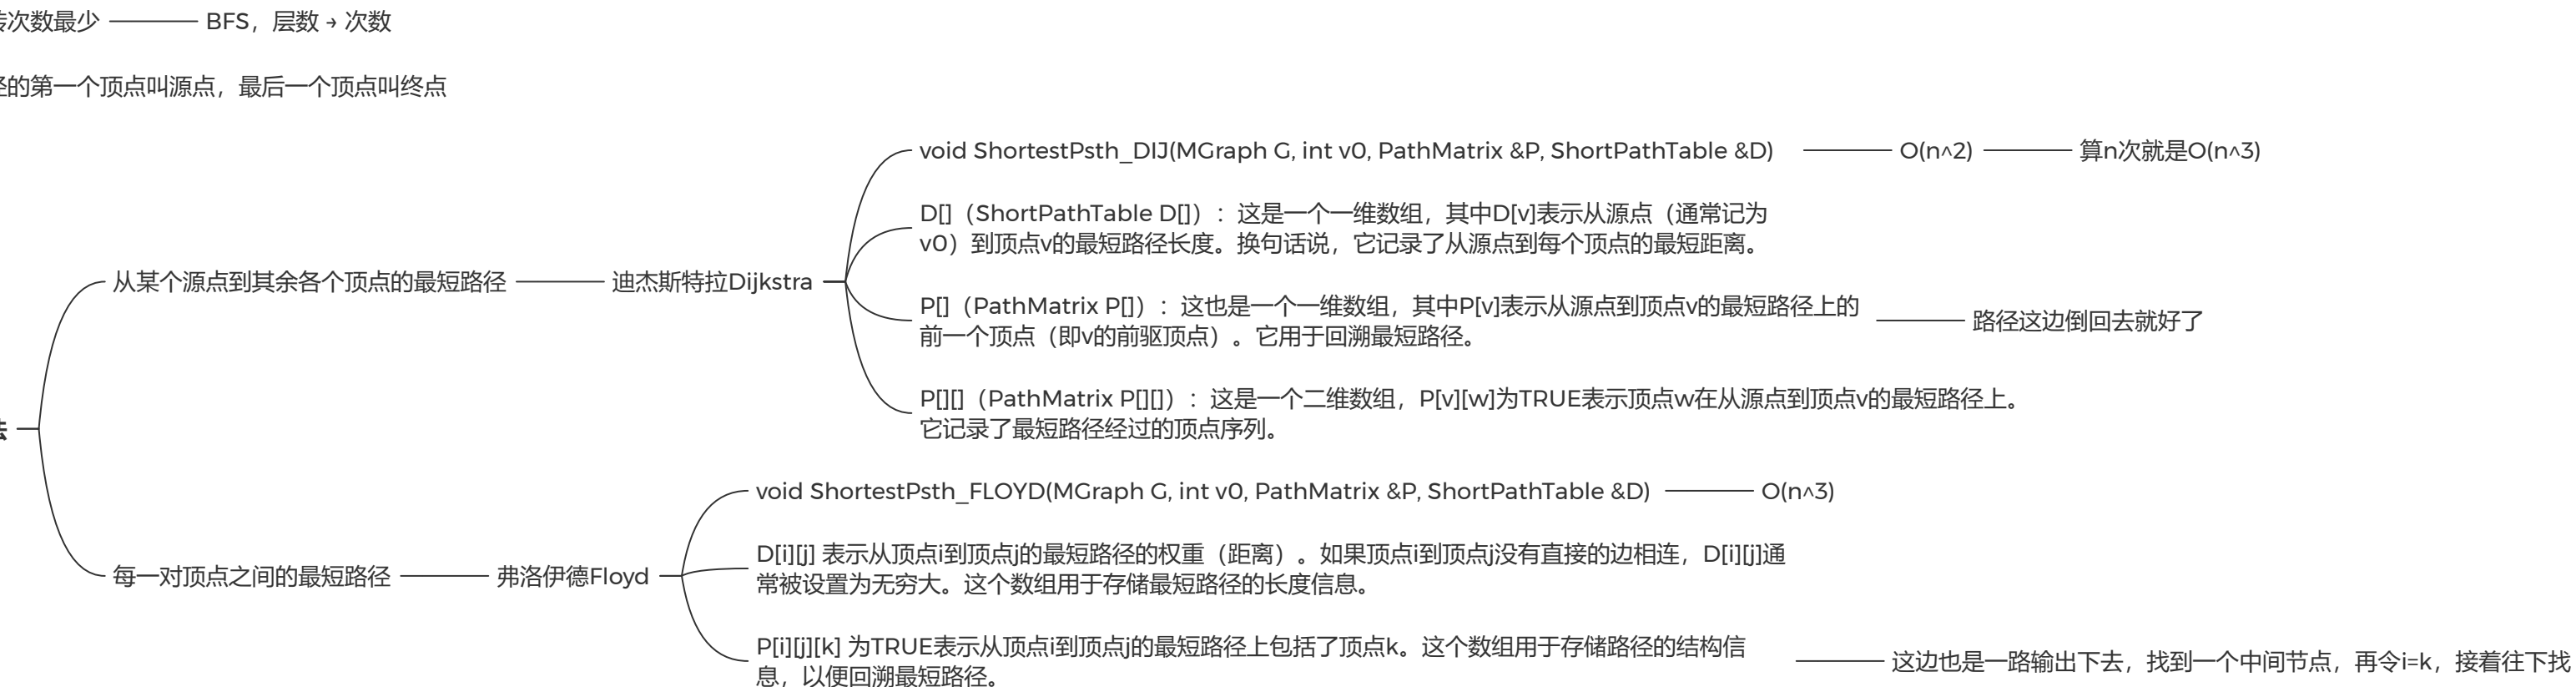 次数最少
BFS，层数 → 次数
的第一个顶点叫源点，最后一个顶点叫终点
void ShortestPsth_DIJ(MGraph G, int v0, PathMatrix &P, ShortPathTable &D)
O(n^2)
算n次就是O(n^3)
D[]（ShortPathTable D[]）：这是一个一维数组，其中D[v]表示从源点（通常记为
v0）到顶点v的最短路径长度。换句话说，它记录了从源点到每个顶点的最短距离。
从某个源点到其余各个顶点的最短路径
迪杰斯特拉Dijkstra
P[]（PathMatrix P[]）：这也是一个一维数组，其中P[v]表示从源点到顶点v的最短路径上的
前一个顶点（即v的前驱顶点）。它用于回溯最短路径。
路径这边倒回去就好了
P[][]（PathMatrix P[][]）：这是一个二维数组，P[v][w]为TRUE表示顶点w在从源点到顶点v的最短路径上。
它记录了最短路径经过的顶点序列。
void ShortestPsth_FLOYD(MGraph G, int v0, PathMatrix &P, ShortPathTable &D)
O(n^3)
D[i][j] 表示从顶点i到顶点j的最短路径的权重（距离）。如果顶点i到顶点j没有直接的边相连，D[i][j]通
常被设置为无穷大。这个数组用于存储最短路径的长度信息。
每一对顶点之间的最短路径
弗洛伊德Floyd
P[i][j][k] 为TRUE表示从顶点i到顶点j的最短路径上包括了顶点k。这个数组用于存储路径的结构信
息，以便回溯最短路径。
这边也是一路输出下去，找到一个中间节点，再令i=k，接着往下找